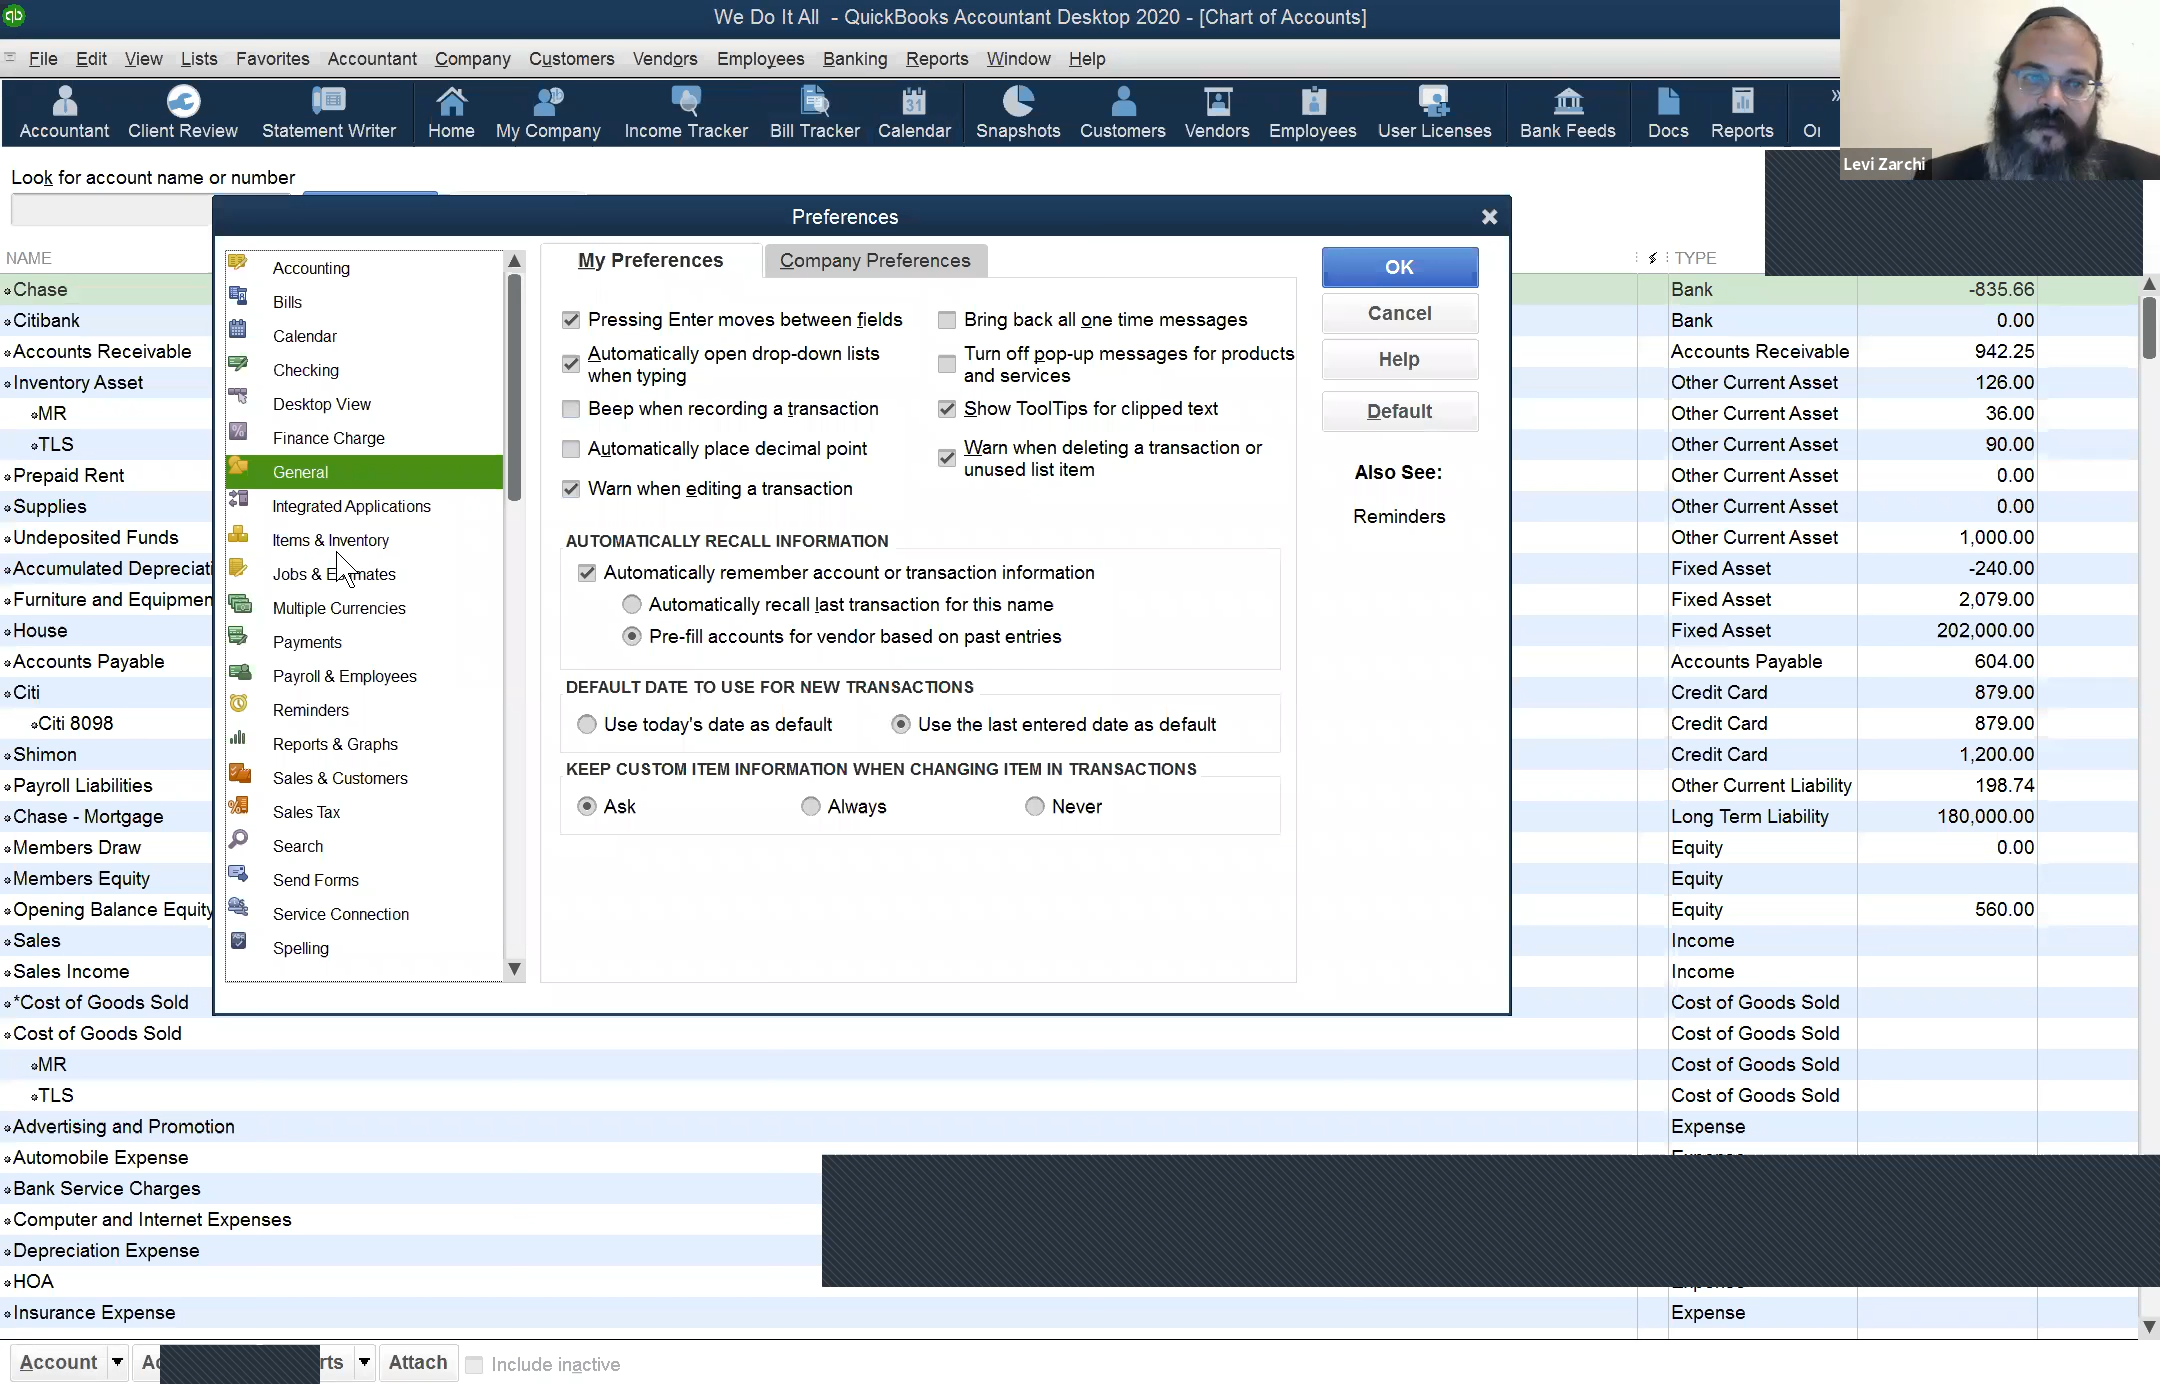 We Do It All - QuickBooks Accountant Desktop 2020 - [Chart of Accounts]
File Edit View Lists Favorites Accountant Company Customers Vendors Employees Banking Reports Window Help
Accountant Client Review Statement Writer Home My Company Income Tracker Bill Tracker Calendar Snapshots Customers Vendors Employees User Licenses Bank Feeds Docs Reports
Levi Zarchi
Look for account name or number
Preferences
NAME
TYPE
Accounting
Bills
Calendar
Checking
Desktop View
Finance Charge
General
Integrated Applications
Items & Inventory
Jobs & Estimates
Multiple Currencies
Payments
Payroll & Employees
Reminders
Reports & Graphs
Sales & Customers
Sales Tax
Search
Send Forms
Service Connection
Spelling
My Preferences Company Preferences
Pressing Enter moves between fields
Automatically open drop-down lists
when typing
Beep when recording a transaction
Automatically place decimal point
Warn when editing a transaction
Bring back all one time messages
Turn off pop-up messages for products
and services
Show ToolTips for clipped text
Warn when deleting a transaction or
unused list item
AUTOMATICALLY RECALL INFORMATION
Automatically remember account or transaction information
Automatically recall last transaction for this name
Pre-fill accounts for vendor based on past entries
DEFAULT DATE TO USE FOR NEW TRANSACTIONS
Use today's date as default Use the last entered date as default
KEEP CUSTOM ITEM INFORMATION WHEN CHANGING ITEM IN TRANSACTIONS
Ask Always Never
OK
Cancel
Help
Default
Also See:
Reminders
Chase Bank -835.66
Citibank Bank 0.00
Accounts Receivable Accounts Receivable 942.25
Inventory Asset Other Current Asset 126.00
MR Other Current Asset 36.00
TLS Other Current Asset 90.00
Prepaid Rent Other Current Asset 0.00
Supplies Other Current Asset 0.00
Undeposited Funds Other Current Asset 1,000.00
Accumulated Depreciati Fixed Asset -240.00
Furniture and Equipmen Fixed Asset 2,079.00
House Fixed Asset 202,000.00
Accounts Payable Accounts Payable 604.00
Citi Credit Card 879.00
Citi 8098 Credit Card 879.00
Shimon Credit Card 1,200.00
Payroll Liabilities Other Current Liability 198.74
Chase - Mortgage Long Term Liability 180,000.00
Members Draw Equity 0.00
Members Equity Equity
Opening Balance Equity Equity 560.00
Sales Income
Sales Income Income
*Cost of Goods Sold Cost of Goods Sold
Cost of Goods Sold Cost of Goods Sold
MR Cost of Goods Sold
TLS Cost of Goods Sold
Advertising and Promotion Expense
Automobile Expense
Bank Service Charges
Computer and Internet Expenses
Depreciation Expense
HOA
Insurance Expense Expense
Account Attach Include inactive